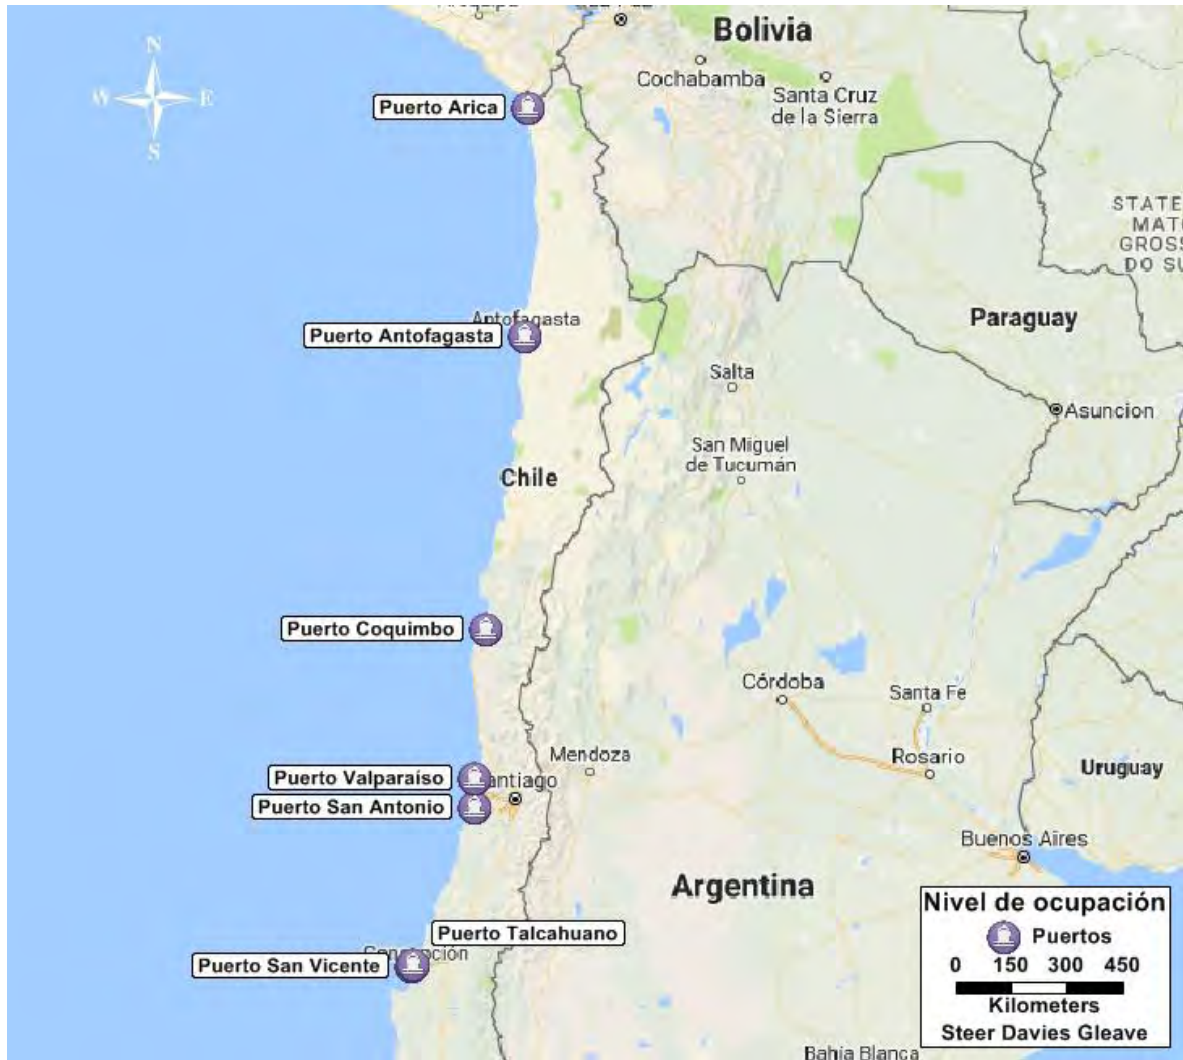 Bolivia
Cochabamba
Santa Cruz
de la Sierra
N
W
E
S
Puerto Arica
STATE
MAT
GROSS
DO SU
Paraguay
Antofagasta
Puerto Antofagasta
Salta
Asuncion
San Miguel
de Tucumán
Chile
Puerto Coquimbo
Córdoba
Santa Fe
Mendoza
Rosario
Puerto Valparaíso
antiago
Uruguay
Puerto San Antonio
Buenos Aires
Argentina
Puerto Talcahuano
Puerto San Vicente
Nivel de ocupación
Puertos
0 150 300 450
Kilometers
Steer Davies Gleave
Bahía Blanca